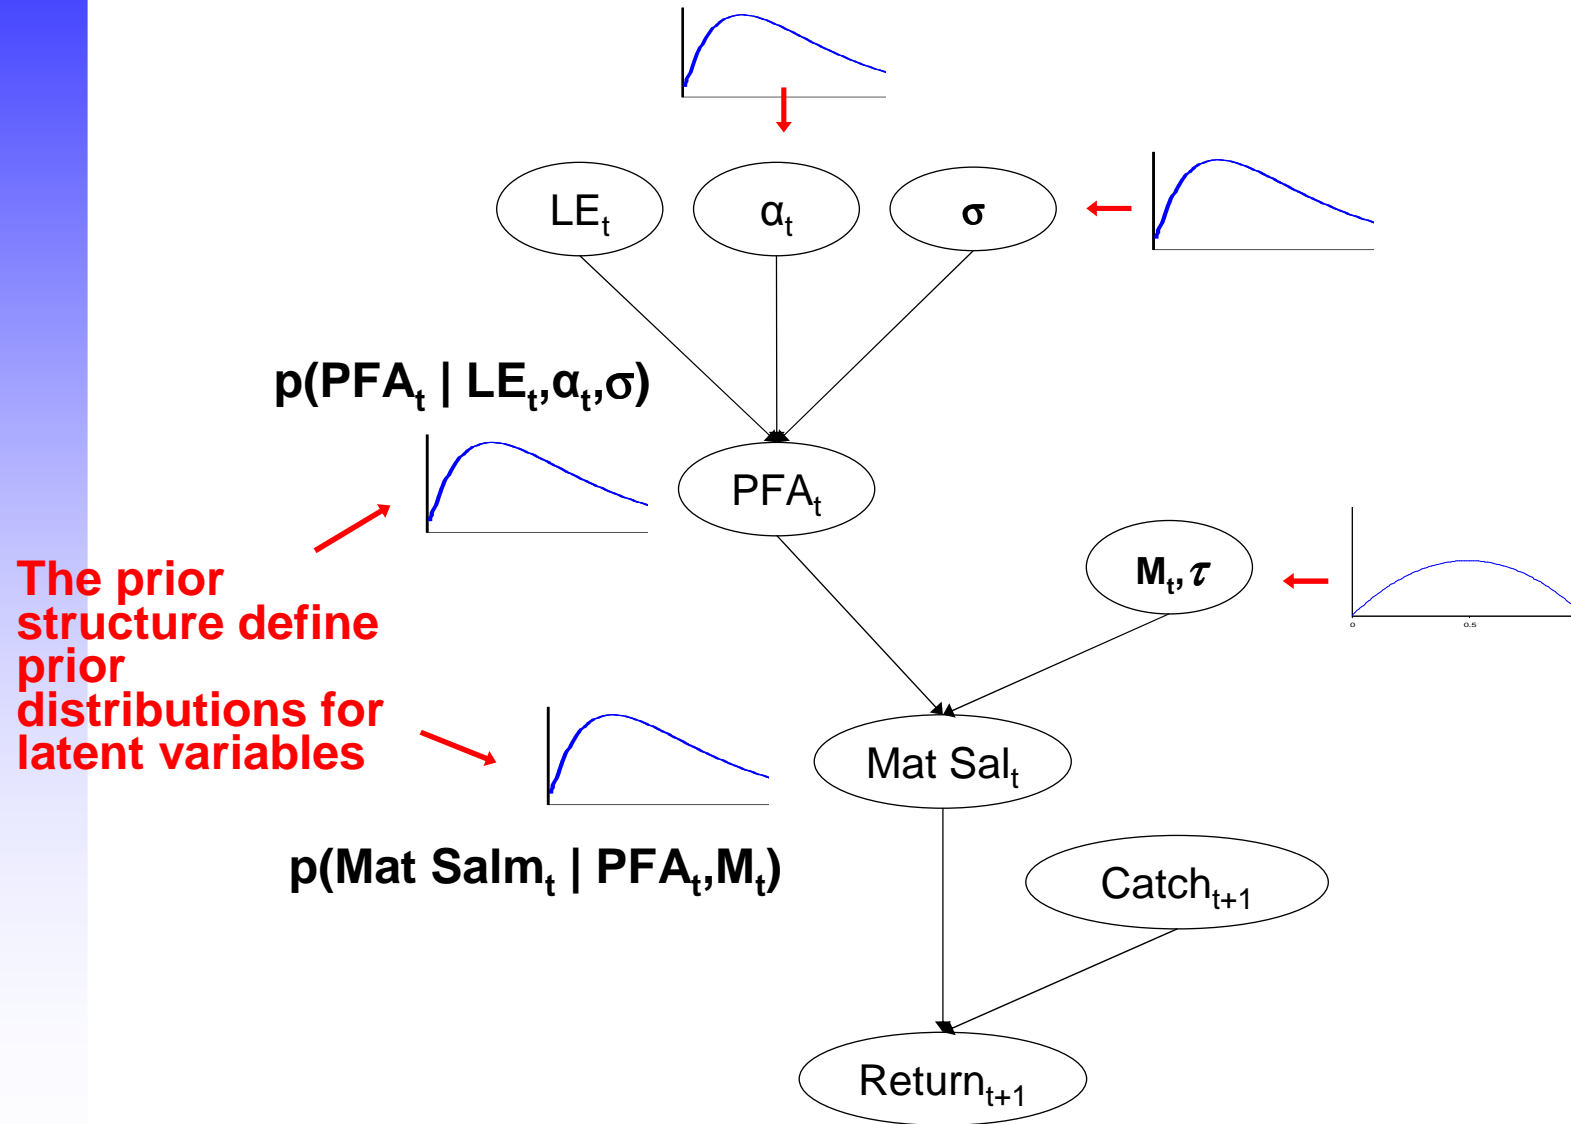 LEₜ
αₜ
σ
p(PFAₜ | LEₜ,αₜ,σ)
PFAₜ
The prior
structure define
prior
distributions for
latent variables
Mₜ,τ
0
0.5
Mat Salₜ
p(Mat Salmₜ | PFAₜ,Mₜ)
Catchₜ₊₁
Returnₜ₊₁